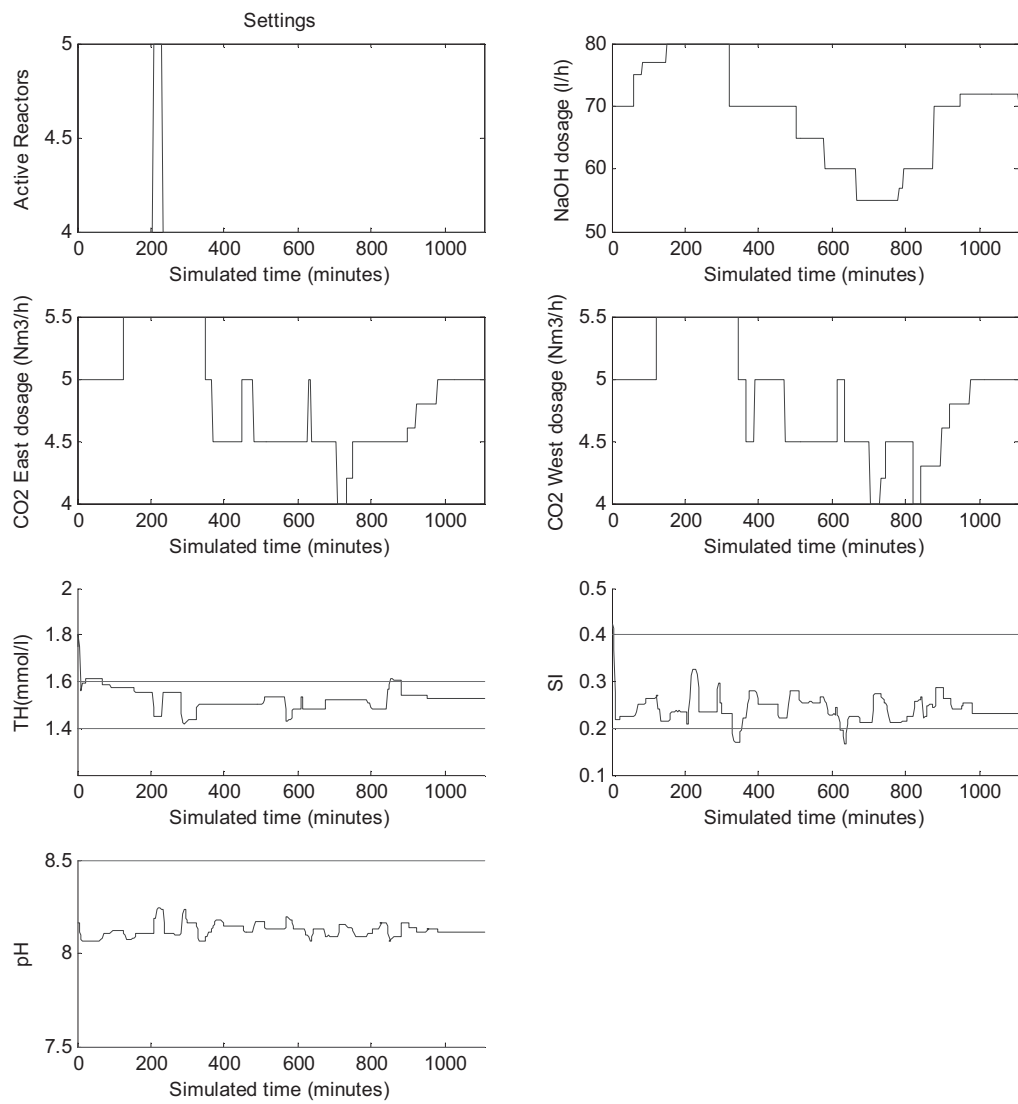 Settings
Active Reactors
5
4.5
4
0 200 400 600 800 1000
Simulated time (minutes)
NaOH dosage (l/h)
80
70
60
50
0 200 400 600 800 1000
Simulated time (minutes)
CO2 East dosage (Nm3/h)
5.5
5
4.5
4
0 200 400 600 800 1000
Simulated time (minutes)
CO2 West dosage (Nm3/h)
5.5
5
4.5
4
0 200 400 600 800 1000
Simulated time (minutes)
TH(mmol/l)
2
1.8
1.6
1.4
0 200 400 600 800 1000
Simulated time (minutes)
SI
0.5
0.4
0.3
0.2
0.1
0 200 400 600 800 1000
Simulated time (minutes)
pH
8.5
8
7.5
0 200 400 600 800 1000
Simulated time (minutes)